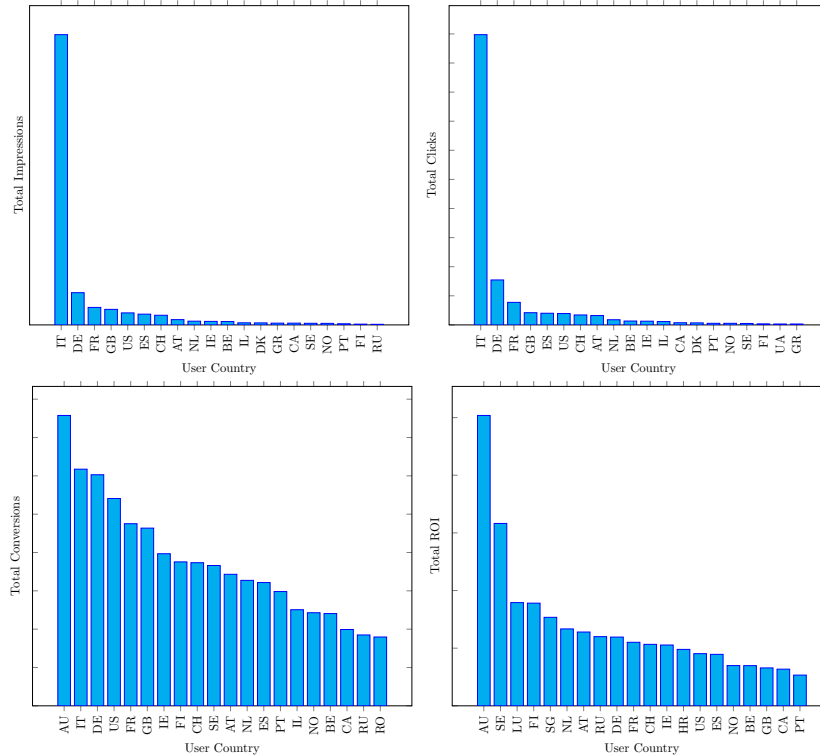 Total Impressions
IT DE FR GB US ES CH AT NL IE BE IL DK GR CA SE NO PT FI RU
User Country
Total Clicks
IT DE FR GB ES US CH AT NL BE IE IL CA DK PT NO SE FI UA GR
User Country
Total Conversions
AU IT DE US FR GB IE FI CH SE AT NL ES PT IL NO BE CA RU RO
User Country
Total ROI
AU SE LU FI SG NL AT RU DE FR CH IE HR US ES NO BE GB CA PT
User Country